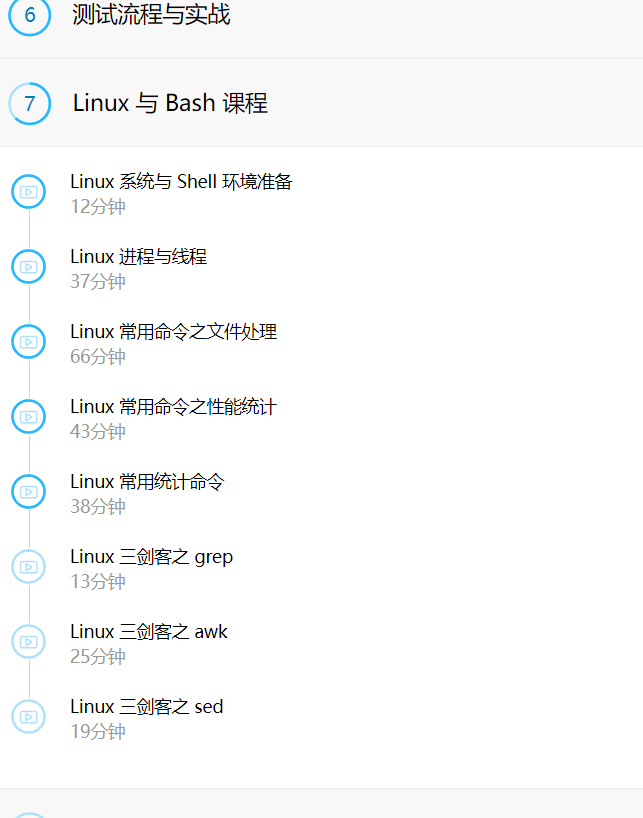 6 测试流程与实战
7 Linux 与 Bash 课程
Linux 系统与 Shell 环境准备
12分钟
Linux 进程与线程
37分钟
Linux 常用命令之文件处理
66分钟
Linux 常用命令之性能统计
43分钟
Linux 常用统计命令
38分钟
Linux 三剑客之 grep
13分钟
Linux 三剑客之 awk
25分钟
Linux 三剑客之 sed
19分钟